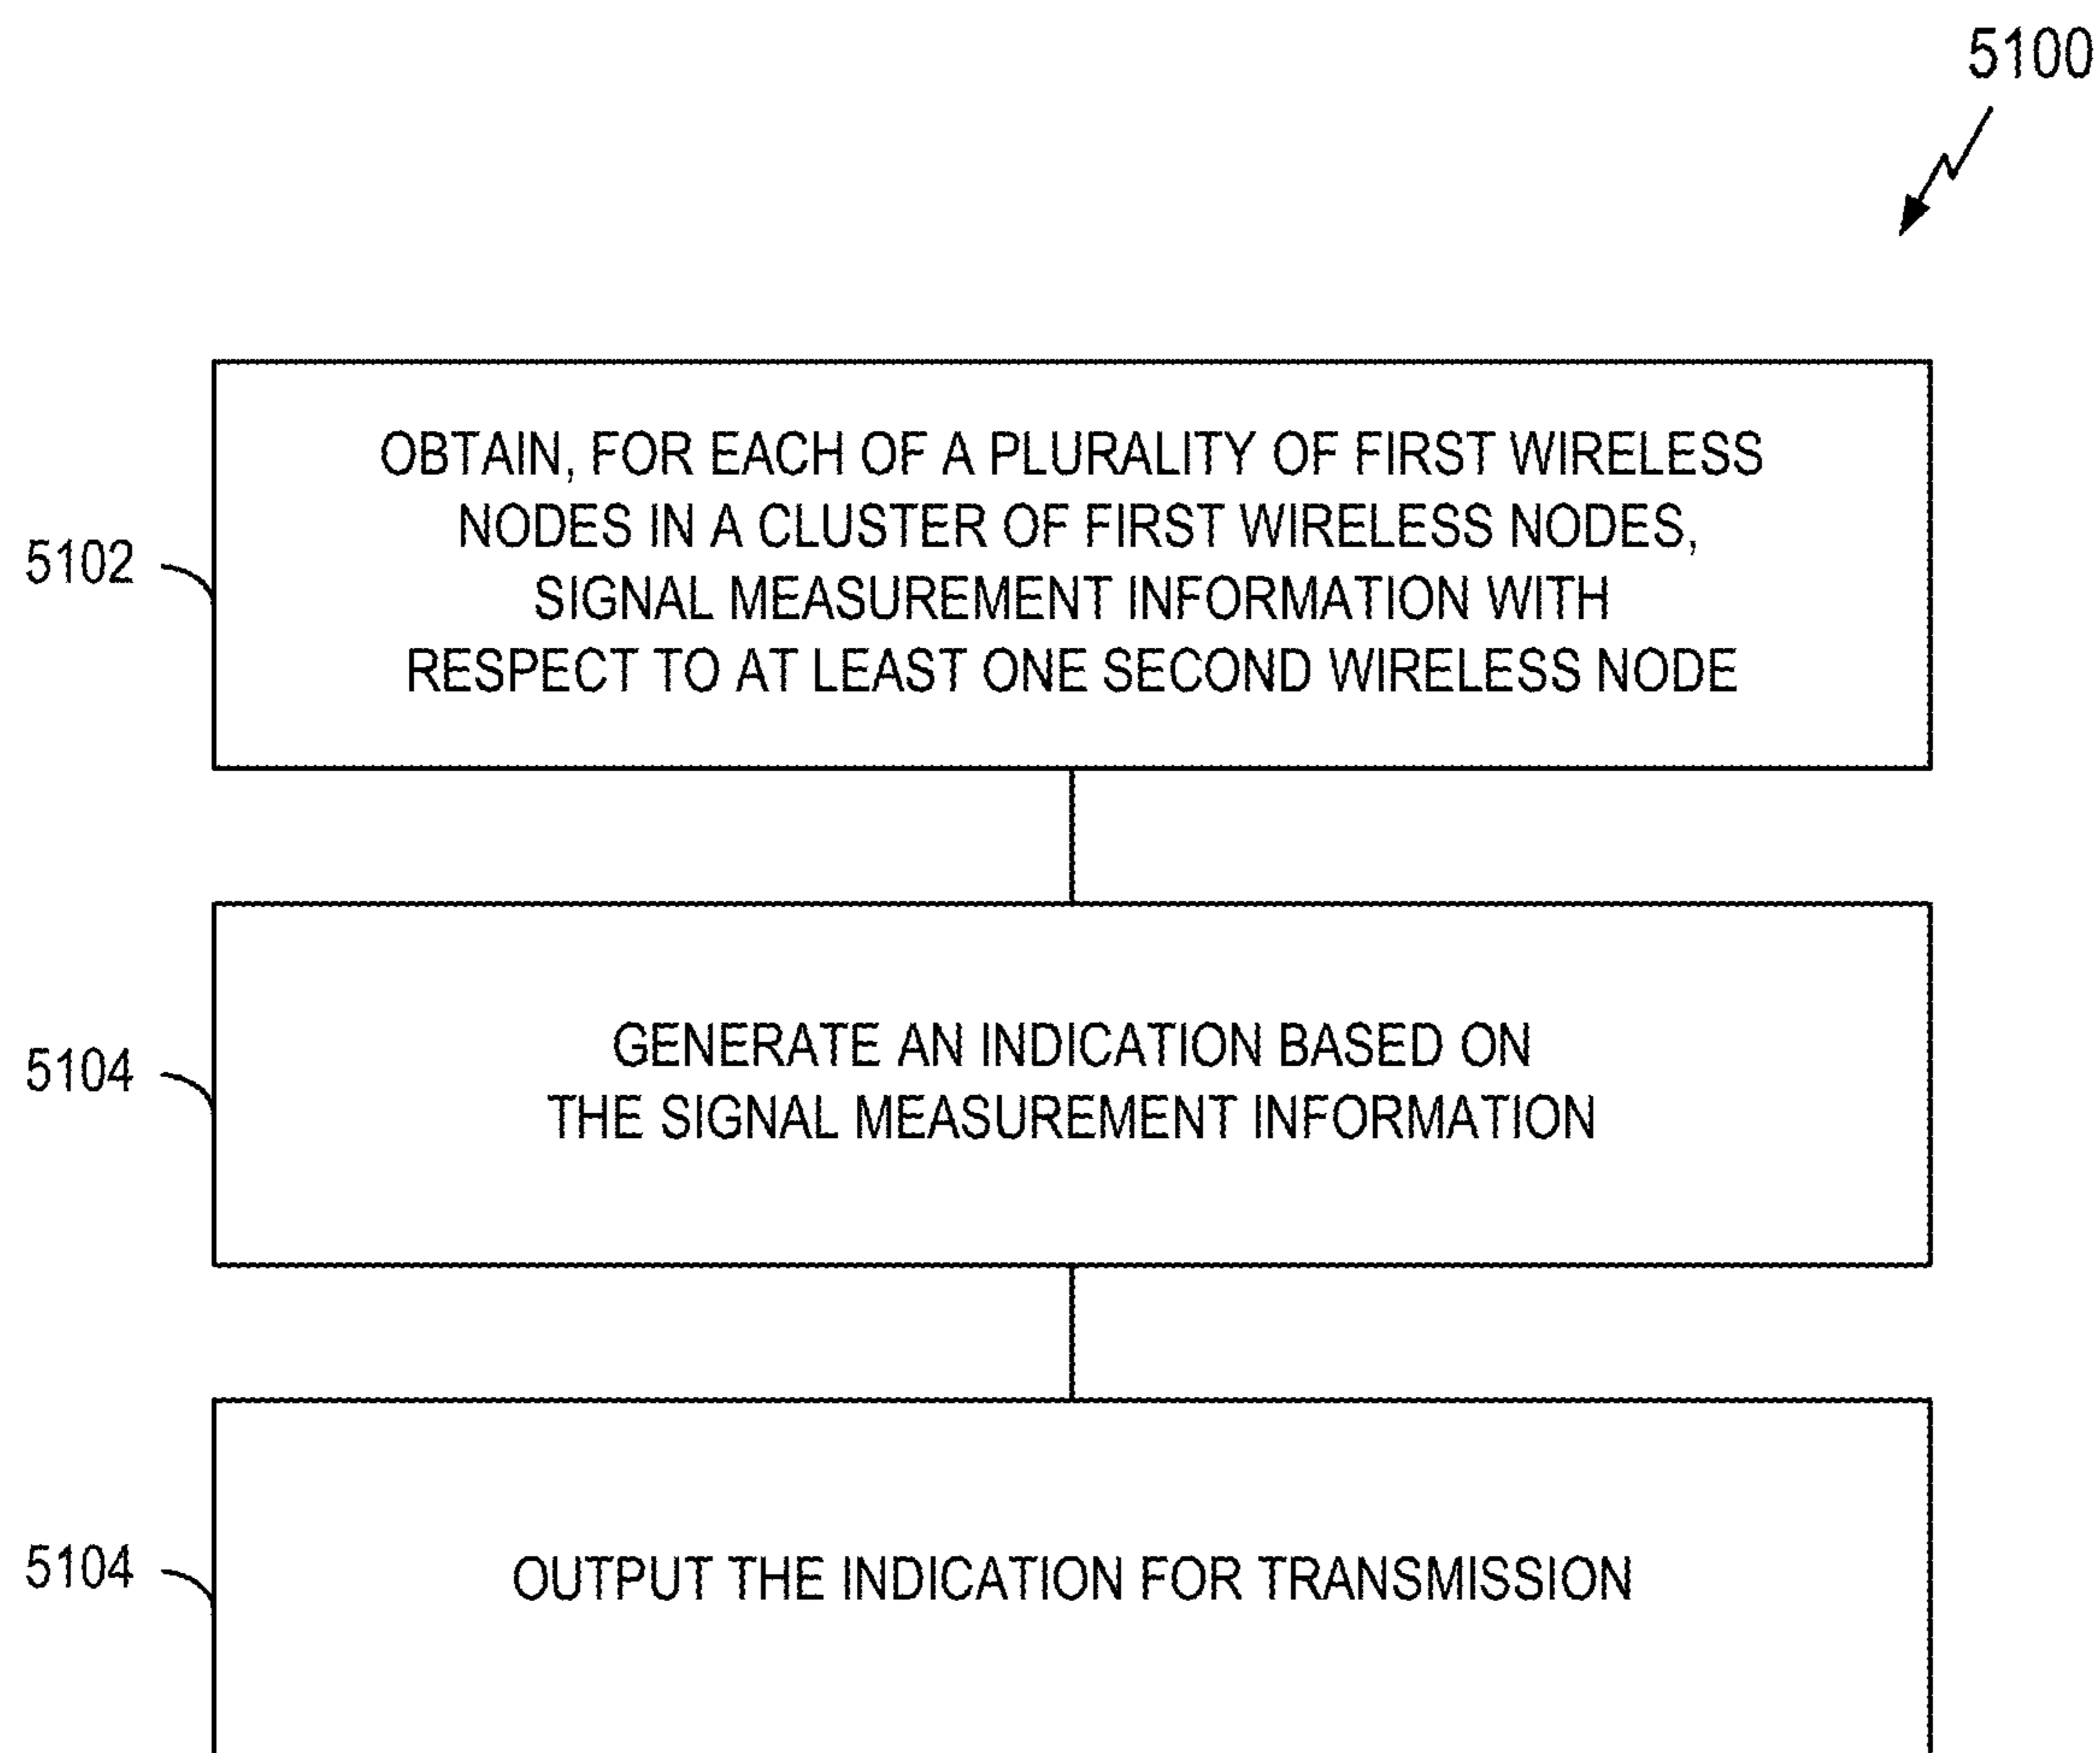 5100
OBTAIN, FOR EACH OF A PLURALITY OF FIRST WIRELESS
NODES IN A CLUSTER OF FIRST WIRELESS NODES,
5102
SIGNAL MEASUREMENT INFORMATION WITH
RESPECT TO AT LEAST ONE SECOND WIRELESS NODE
GENERATE AN INDICATION BASED ON
5104
THE SIGNAL MEASUREMENT INFORMATION
5104
OUTPUT THE INDICATION FOR TRANSMISSION